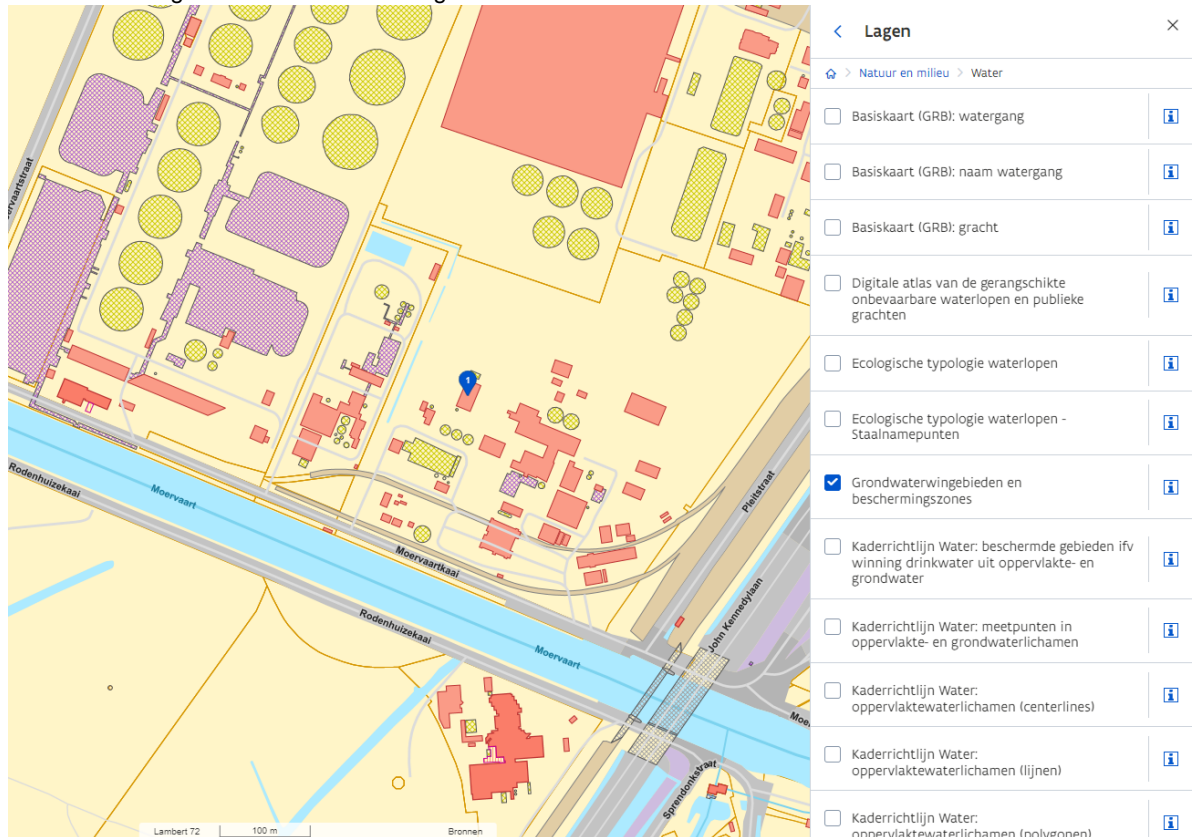 Lagen
Natuur en milieu > Water
Basiskaart (GRB): watergang
Basiskaart (GRB): naam watergang
Basiskaart (GRB): gracht
Digitale atlas van de gerangschikte
onbevaarbare waterlopen en publieke
grachten
Ecologische typologie waterlopen
Ecologische typologie waterlopen -
Staalnamepunten
Grondwaterwingebieden en
beschermingszones
Kaderrichtlijn Water: beschermde gebieden ifv
winning drinkwater uit oppervlakte- en
grondwater
Kaderrichtlijn Water: meetpunten in
oppervlakte- en grondwaterlichamen
Kaderrichtlijn Water:
oppervlaktewaterlichamen (centerlines)
Kaderrichtlijn Water:
oppervlaktewaterlichamen (lijnen)
Kaderrichtlijn Water:
oppervlaktewaterlichamen (polygonen)
1
Rodenhuizekaai
Moervaart
Moervaartkaai
Pleitstraat
John Kennedylaan
Rodenhuizekaai
Moervaart
Sprendonkstraat
Lambert 72
100 m
Bronnen